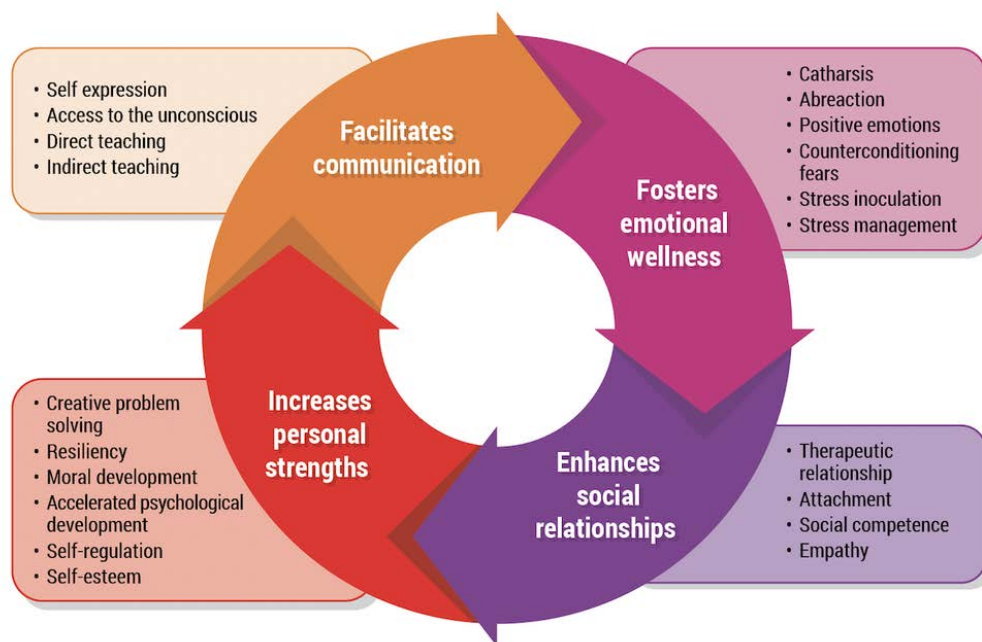 Facilitates
communication
• Self expression
• Access to the unconscious
• Direct teaching
• Indirect teaching
Fosters
emotional
wellness
• Catharsis
• Abreaction
• Positive emotions
• Counterconditioning
fears
• Stress inoculation
• Stress management
Enhances
social
relationships
• Therapeutic
relationship
• Attachment
• Social competence
• Empathy
Increases
personal
strengths
• Creative problem
solving
• Resiliency
• Moral development
• Accelerated psychological
development
• Self-regulation
• Self-esteem